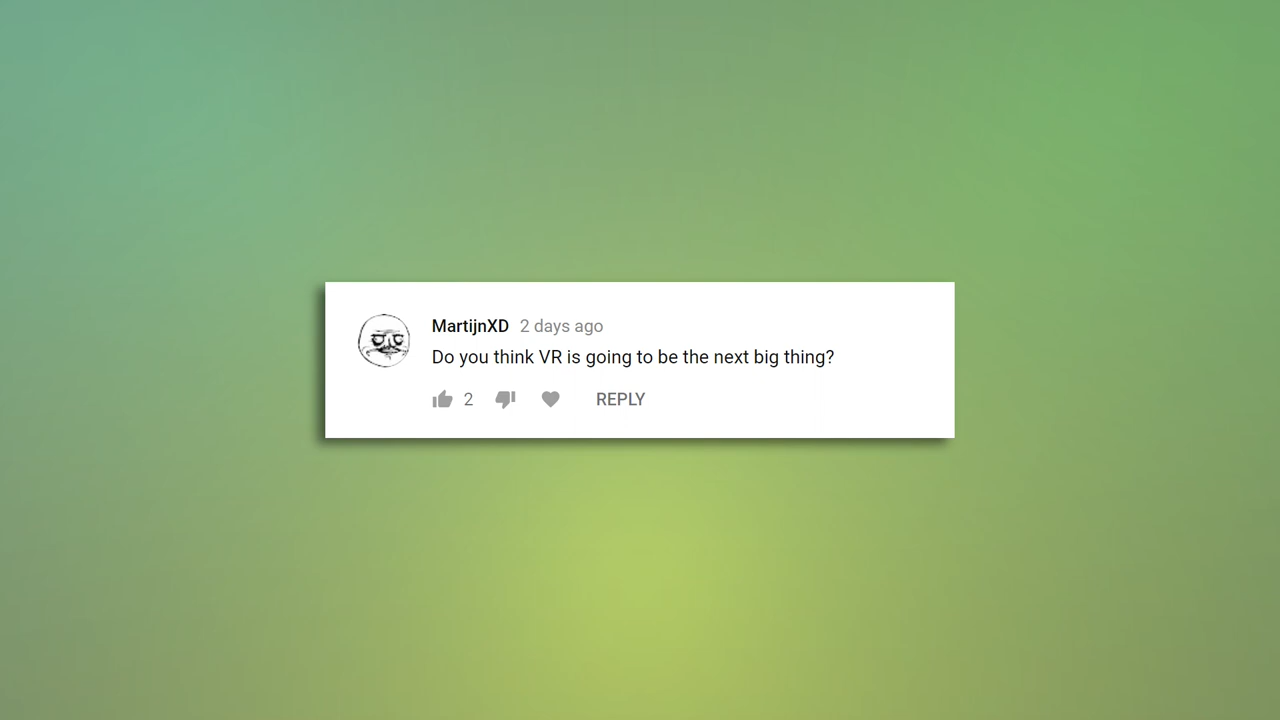 MartijnXD 2 days ago
Do you think VR is going to be the next big thing?
2 REPLY